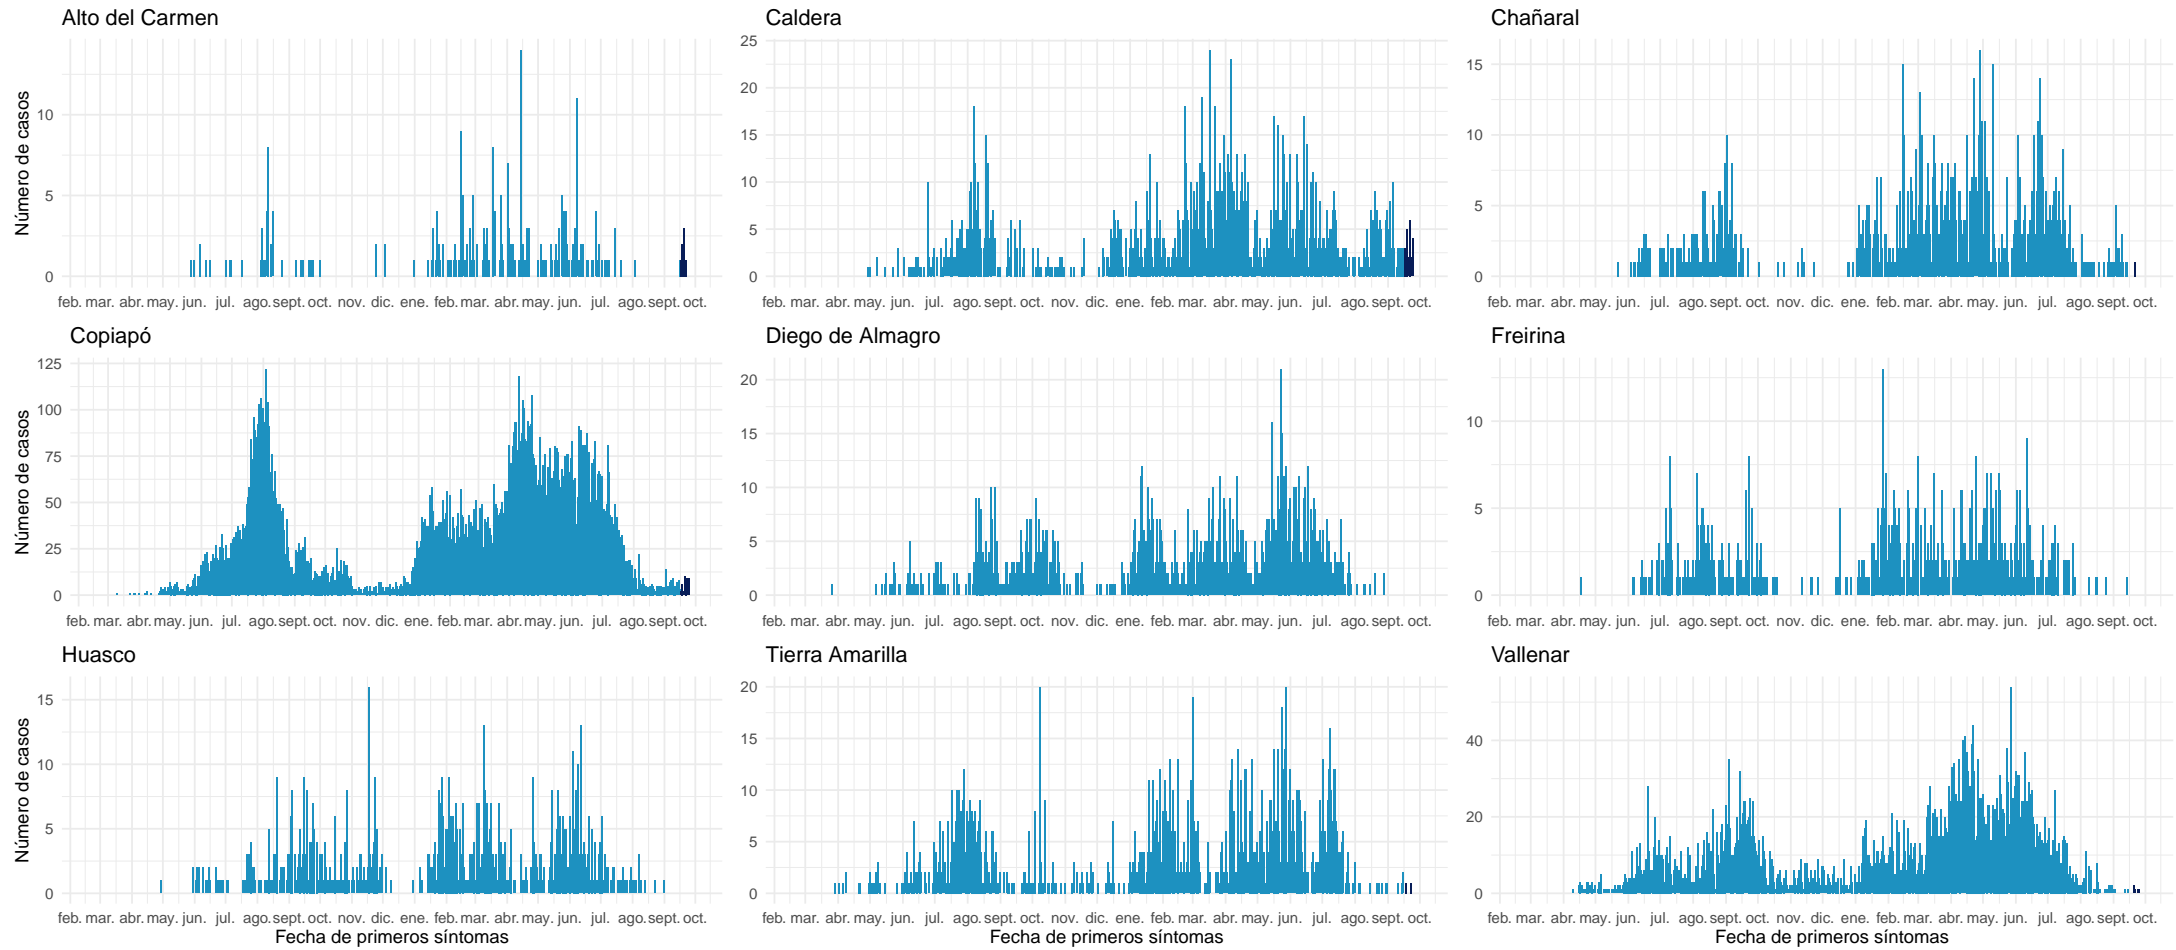 Alto del Carmen
Caldera
Chañaral
Número de casos
0
5
10
feb. mar. abr. may. jun. jul. ago. sept. oct. nov. dic. ene. feb. mar. abr. may. jun. jul. ago. sept. oct.
0
5
10
15
20
25
feb. mar. abr. may. jun. jul. ago. sept. oct. nov. dic. ene. feb. mar. abr. may. jun. jul. ago. sept. oct.
0
5
10
15
feb. mar. abr. may. jun. jul. ago. sept. oct. nov. dic. ene. feb. mar. abr. may. jun. jul. ago. sept. oct.
Copiapó
Diego de Almagro
Freirina
Número de casos
0
25
50
75
100
125
feb. mar. abr. may. jun. jul. ago. sept. oct. nov. dic. ene. feb. mar. abr. may. jun. jul. ago. sept. oct.
0
5
10
15
20
feb. mar. abr. may. jun. jul. ago. sept. oct. nov. dic. ene. feb. mar. abr. may. jun. jul. ago. sept. oct.
0
5
10
feb. mar. abr. may. jun. jul. ago. sept. oct. nov. dic. ene. feb. mar. abr. may. jun. jul. ago. sept. oct.
Huasco
Tierra Amarilla
Vallenar
Número de casos
0
5
10
15
feb. mar. abr. may. jun. jul. ago. sept. oct. nov. dic. ene. feb. mar. abr. may. jun. jul. ago. sept. oct.
Fecha de primeros síntomas
0
5
10
15
20
feb. mar. abr. may. jun. jul. ago. sept. oct. nov. dic. ene. feb. mar. abr. may. jun. jul. ago. sept. oct.
Fecha de primeros síntomas
0
20
40
feb. mar. abr. may. jun. jul. ago. sept. oct. nov. dic. ene. feb. mar. abr. may. jun. jul. ago. sept. oct.
Fecha de primeros síntomas